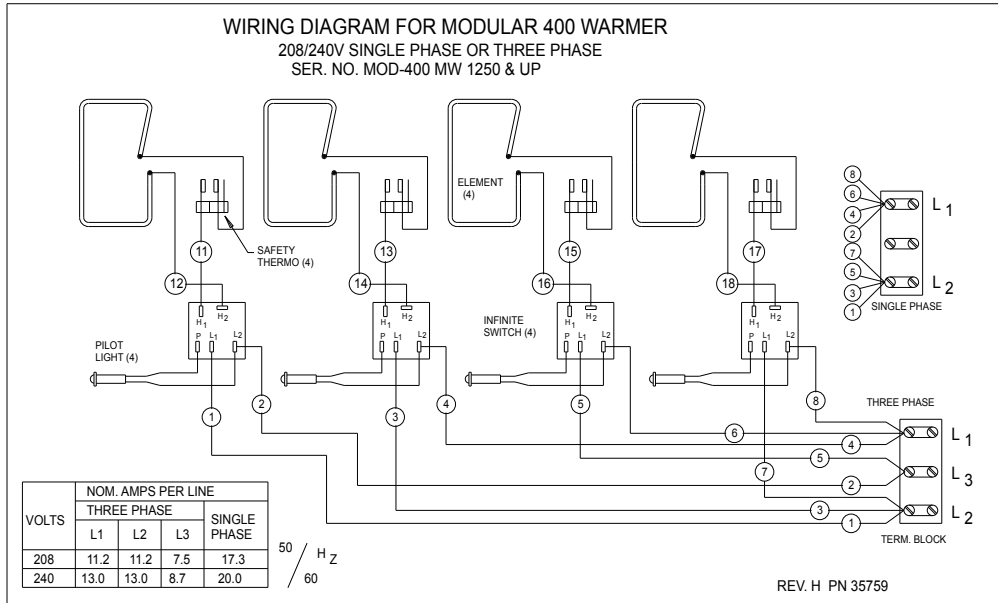 WIRING DIAGRAM FOR MODULAR 400 WARMER
208/240V SINGLE PHASE OR THREE PHASE
SER. NO. MOD-400 MW 1250 & UP
ELEMENT
(4)
SAFETY
THERMO (4)
11
12
13
14
15
16
17
18
H1
H2
P
L1
L2
H1
H2
P
L1
L2
H1
H2
P
L1
L2
H1
H2
P
L1
L2
INFINITE
SWITCH (4)
PILOT
LIGHT (4)
8
6
4
2
7
5
3
1
L1
L2
SINGLE PHASE
1
2
3
4
5
6
7
8
THREE PHASE
4
5
2
3
1
L1
L3
L2
TERM. BLOCK
VOLTS
NOM. AMPS PER LINE
THREE PHASE
SINGLE
PHASE
L1 L2 L3
208 11.2 11.2 7.5 17.3
240 13.0 13.0 8.7 20.0
50/60 HZ
REV. H PN 35759